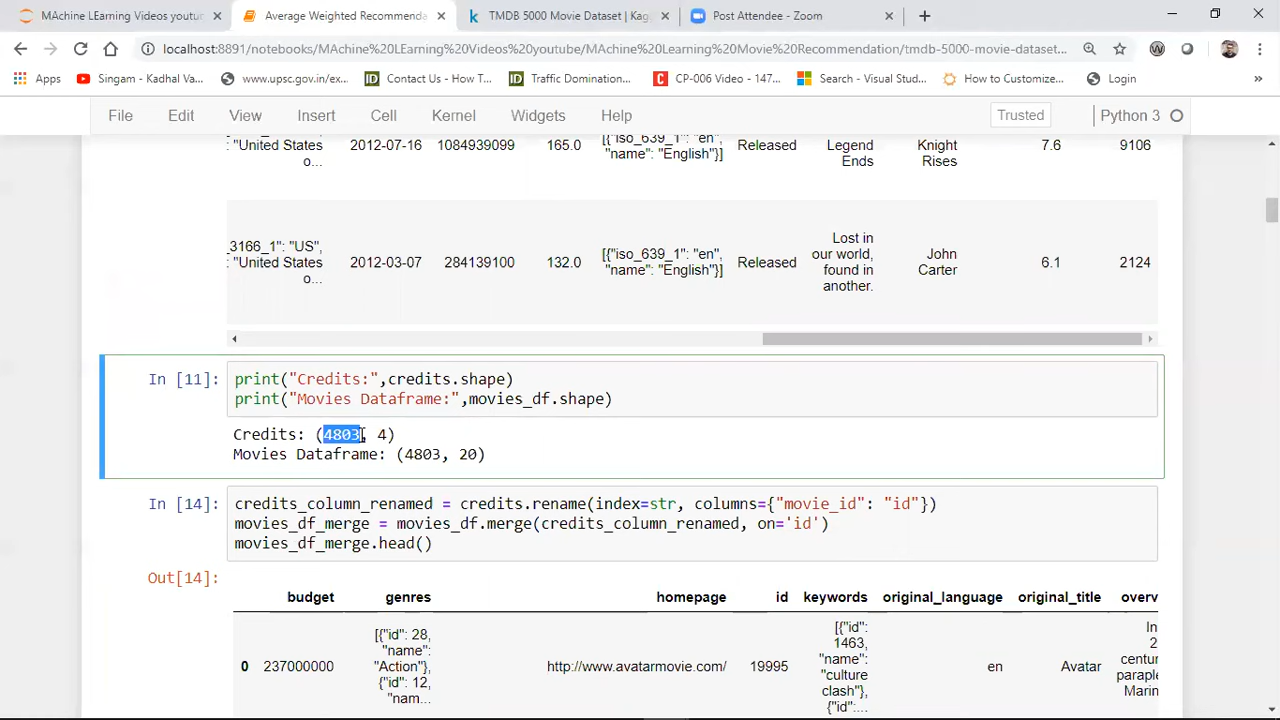 MAchine LEarning Videos youtut
Average Weighted Recommenda
TMDB 5000 Movie Dataset | Kag
Post Attendee - Zoom
localhost:8891/notebooks/MAchine%20LEarning%20Videos%20youtube/MAchine%20Learning%20Movie%20Recommendation/tmdb-5000-movie-dataset...
Apps
Singam - Kadhal Va...
www.upsc.gov.in/ex...
Contact Us - How T...
Traffic Domination...
CP-006 Video - 147...
Search - Visual Stud...
How to Customize...
Login
File Edit View Insert Cell Kernel Widgets Help
Trusted
Python 3
"United States o... 2012-07-16 1084939099 165.0 [{"iso_639_1": "en", "name": "English"}] Released Legend Ends Knight Rises 7.6 9106
_3166_1": "US", "United States o... 2012-03-07 284139100 132.0 [{"iso_639_1": "en", "name": "English"}] Released Lost in our world, found in another. John Carter 6.1 2124
In [11]:
print("Credits:",credits.shape)
print("Movies Dataframe:",movies_df.shape)
Credits: (4803, 4)
Movies Dataframe: (4803, 20)
In [14]:
credits_column_renamed = credits.rename(index=str, columns={"movie_id": "id"})
movies_df_merge = movies_df.merge(credits_column_renamed, on='id')
movies_df_merge.head()
Out[14]:
budget genres homepage id keywords original_language original_title overv
0 237000000 [{"id": 28, "name": "Action"}, {"id": 12, "nam... http://www.avatarmovie.com/ 19995 [{"id": 1463, "name": "culture clash"}, {"id":... en Avatar In 2 centur parapl Marin